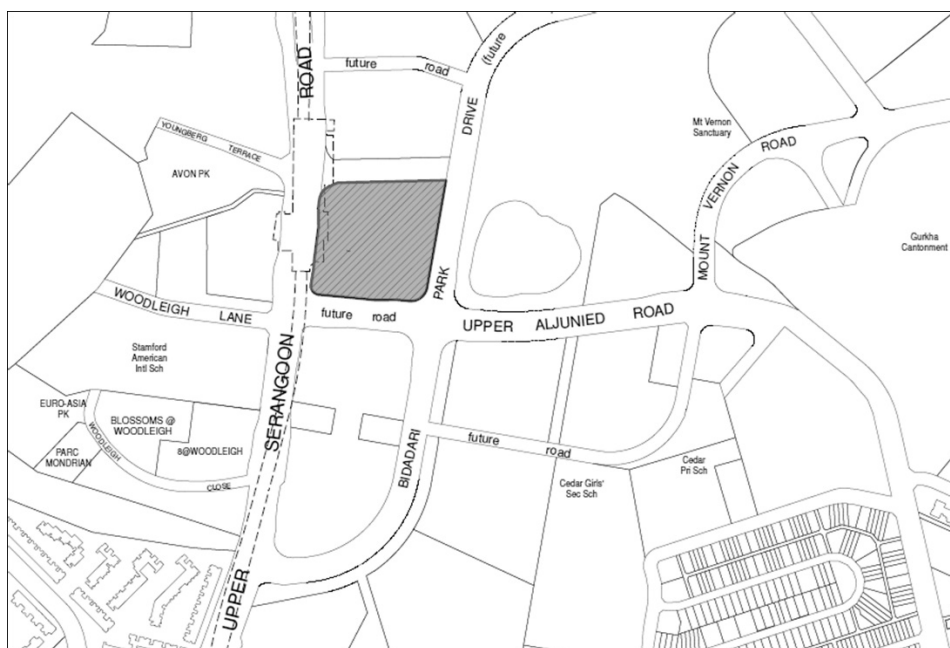 ROAD
future road
(future
DRIVE
YOUNGBERG
TERRACE
AVON PK
Mt Vernon
Sanctuary
ROAD
VERNON
MOUNT
Gurkha
Cantonment
PARK
WOODLEIGH LANE
future road
UPPER ALJUNIED ROAD
Stamford
American
Intl Sch
SERANGOON
EURO-ASIA
PK
BLOSSOMS @
WOODLEIGH
8@WOODLEIGH
PARC
MONDRIAN
WOODLEIGH
CLOSE
BIDADARI
future road
Cedar Girls'
Sec Sch
Cedar
Pri Sch
UPPER